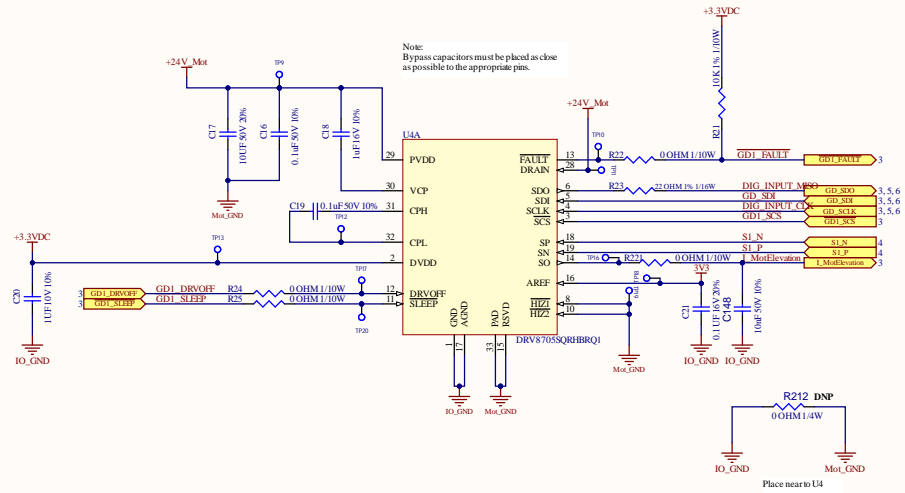 +3.3VDC
Note:
Bypass capacitors must be placed as close
as possible to the appropriate pins.
+24V_Mot
TP9
10K 1% 1/10W
R21
+24V_Mot
C17
10UF 50V 20%
C16
0.1uF 50V 10%
C18
1uF 16V 10%
U4A
TP10
29 PVDD
FAULT 13
R22
0 OHM 1/10W
GD1_FAULT
GD1_FAULT 3
DRAIN 28
30 VCP
SDO 6
R23
22 OHM 1% 1/16W
DIG_INPUT_MISO
GD_SDO 3, 5, 6
SDI 5
GD_SDI
GD_SDI 3, 5, 6
Mot_GND
C19
0.1uF 50V 10%
31 CPH
SCLK 4
DIG_INPUT_CLK
GD_SCLK 3, 5, 6
SCS 3
GD1_SCS
GD1_SCS 3
TP12
32 CPL
SP 18
S1_N
S1_N 4
SN 19
S1_P
S1_P 4
+3.3VDC
TP13
2 DVDD
SO 14
TP16
R221
0 OHM 1/10W
I_MotElevation
I_MotElevation 3
TP17
TP18
3V3
AREF 16
C20
1UF 10V 10%
3 GD1_DRVOFF
GD1_DRVOFF
R24
0 OHM 1/10W
12 DRVOFF
HIZ1 8
TP19
3 GD1_SLEEP
GD1_SLEEP
R25
0 OHM 1/10W
11 SLEEP
HIZ2 10
C21
0.1 UF 16V 20%
C148
10nF 50V 10%
TP20
GND
AGND
PAD
RSVD
DRV8705SQRHBRQ1
1
17
33
15
IO_GND
Mot_GND
IO_GND
IO_GND
IO_GND
Mot_GND
R212 DNP
0 OHM 1/4W
IO_GND
Mot_GND
Place near to U4